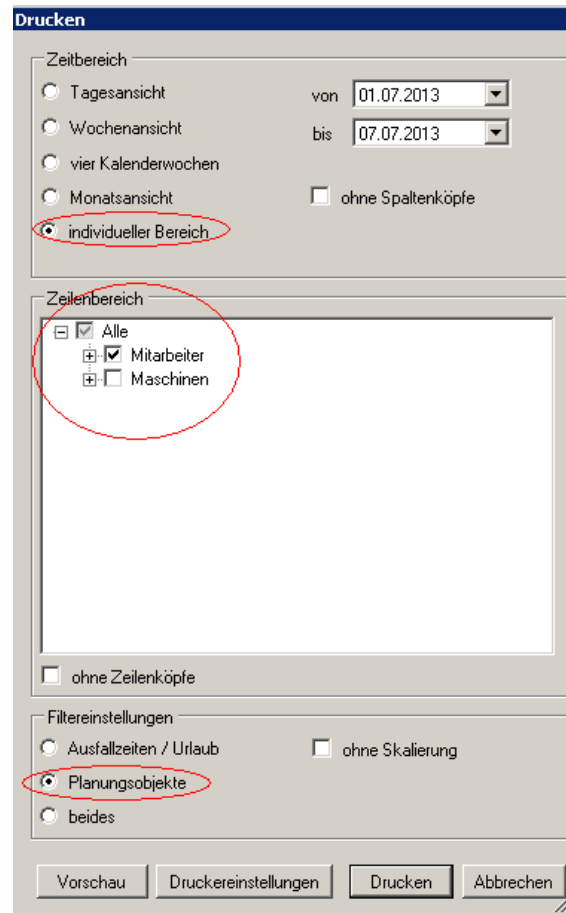 Drucken
Zeitbereich
Tagesansicht von 01.07.2013
Wochenansicht bis 07.07.2013
vier Kalenderwochen
Monatsansicht ohne Spaltenköpfe
individueller Bereich
Zeilenbereich
Alle
Mitarbeiter
Maschinen
ohne Zeilenköpfe
Filtereinstellungen
Ausfallzeiten / Urlaub ohne Skalierung
Planungsobjekte
beides
Vorschau Druckereinstellungen Drucken Abbrechen